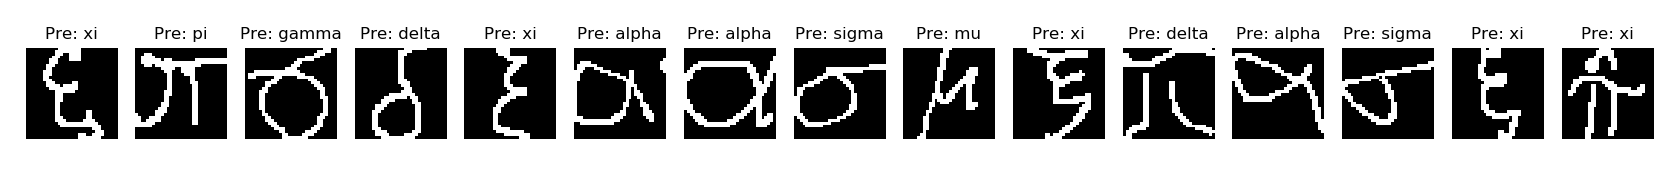 Pre: xi Pre: pi Pre: gamma Pre: delta Pre: xi Pre: alpha Pre: alpha Pre: sigma Pre: mu Pre: xi Pre: delta Pre: alpha Pre: sigma Pre: xi Pre: xi
ξ π σ δ ξ α α σ μ ξ π α σ ξ π